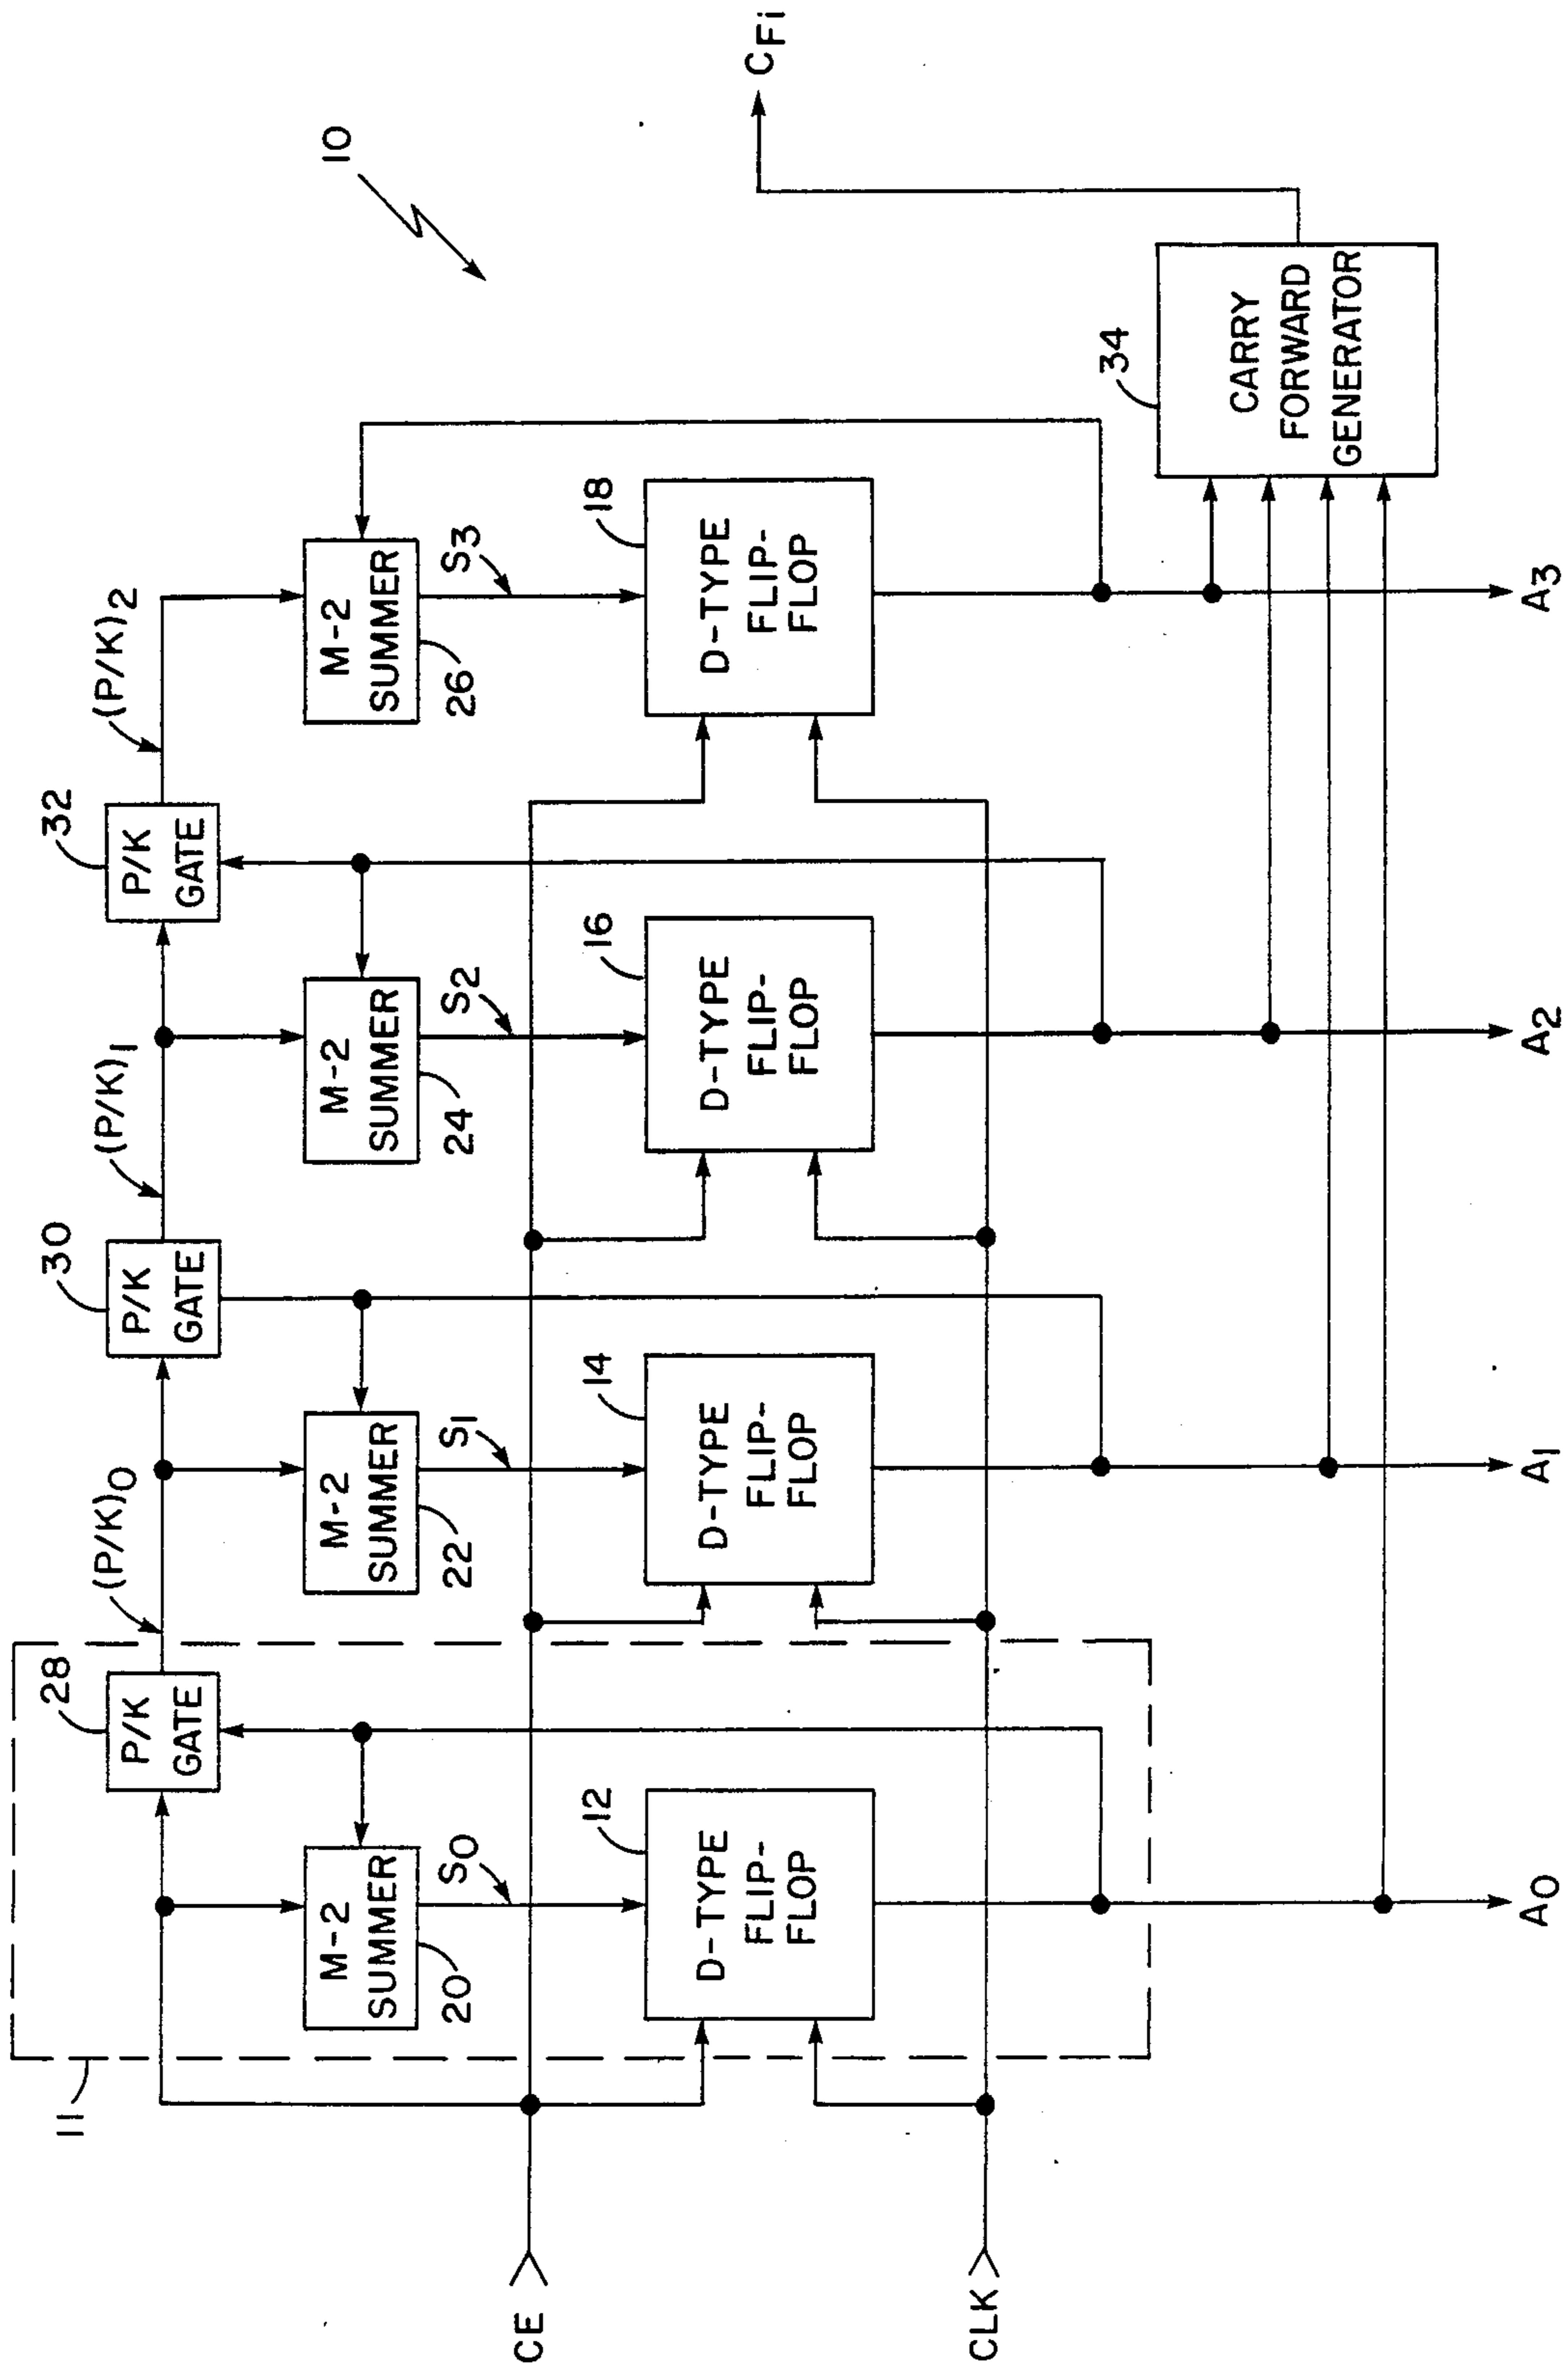 10
11
28
P/K
GATE
(P/K)0
30
P/K
GATE
(P/K)1
32
P/K
GATE
(P/K)2
M-2
SUMMER
20
S0
M-2
SUMMER
22
S1
M-2
SUMMER
24
S2
M-2
SUMMER
26
S3
CE
12
D-TYPE
FLIP-
FLOP
14
D-TYPE
FLIP-
FLOP
16
D-TYPE
FLIP-
FLOP
18
D-TYPE
FLIP-
FLOP
CFi
CLK
34
CARRY
FORWARD
GENERATOR
A0
A1
A2
A3